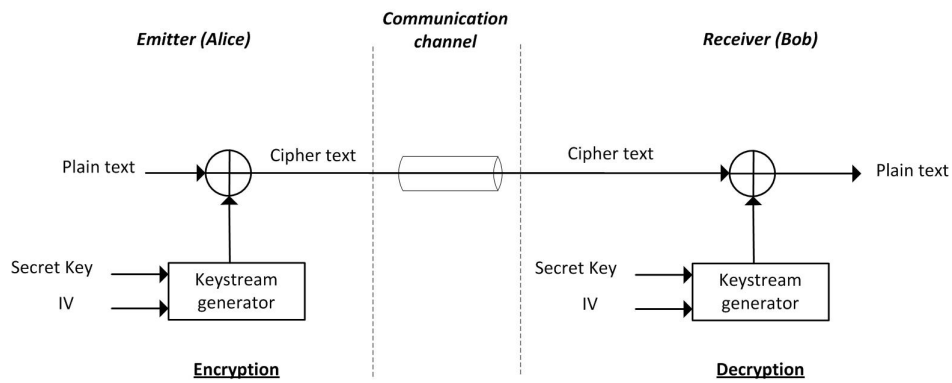 Emitter (Alice)
Communication
channel
Receiver (Bob)
Plain text
Cipher text
Cipher text
Plain text
Secret Key
IV
Keystream
generator
Secret Key
IV
Keystream
generator
Encryption
Decryption